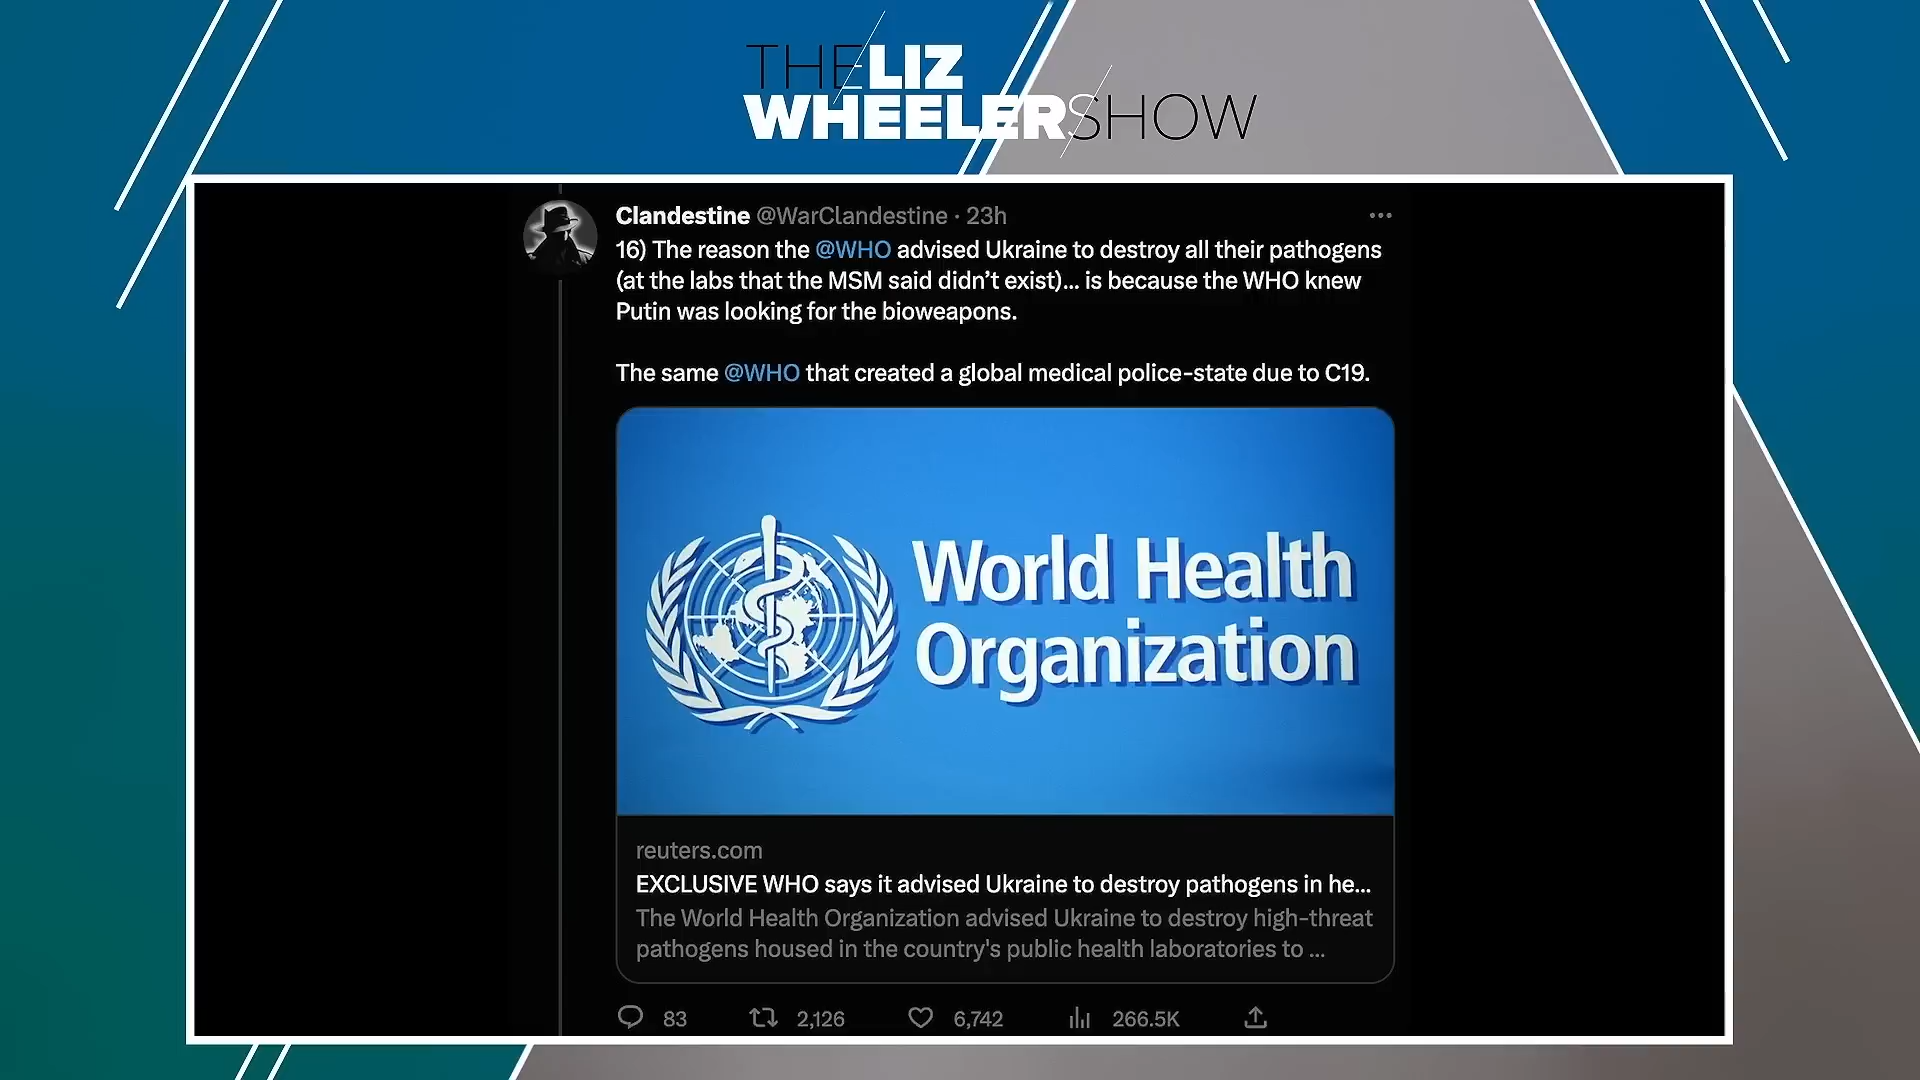 THE LIZ
WHEELER SHOW
Clandestine @WarClandestine · 23h
16) The reason the @WHO advised Ukraine to destroy all their pathogens
(at the labs that the MSM said didn’t exist)... is because the WHO knew
Putin was looking for the bioweapons.
The same @WHO that created a global medical police-state due to C19.
World Health
Organization
reuters.com
EXCLUSIVE WHO says it advised Ukraine to destroy pathogens in he...
The World Health Organization advised Ukraine to destroy high-threat
pathogens housed in the country's public health laboratories to ...
83 2,126 6,742 266.5K